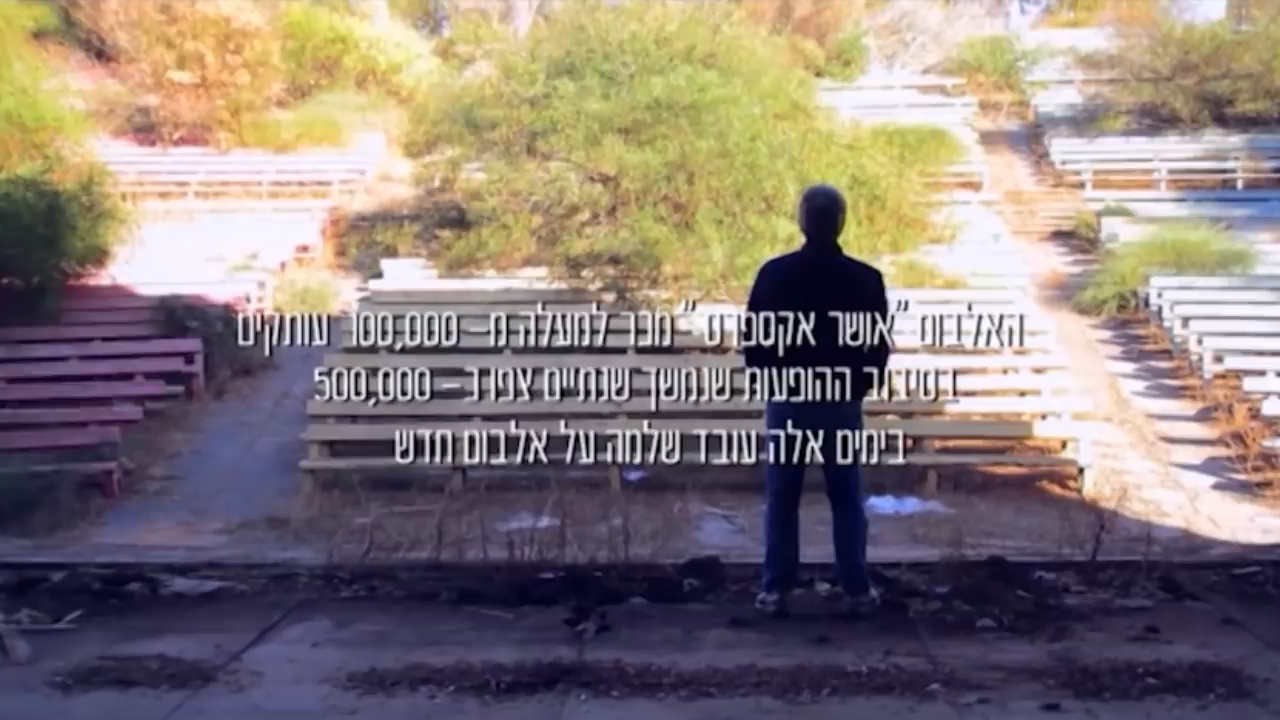 האלבום "אושר אקספרס" מכר למעלה מ- 100,000 עותקים
בסיבוב ההופעות שנמשך שנתיים צפו כ- 500,000
בימים אלה עובד שלמה על אלבום חדש